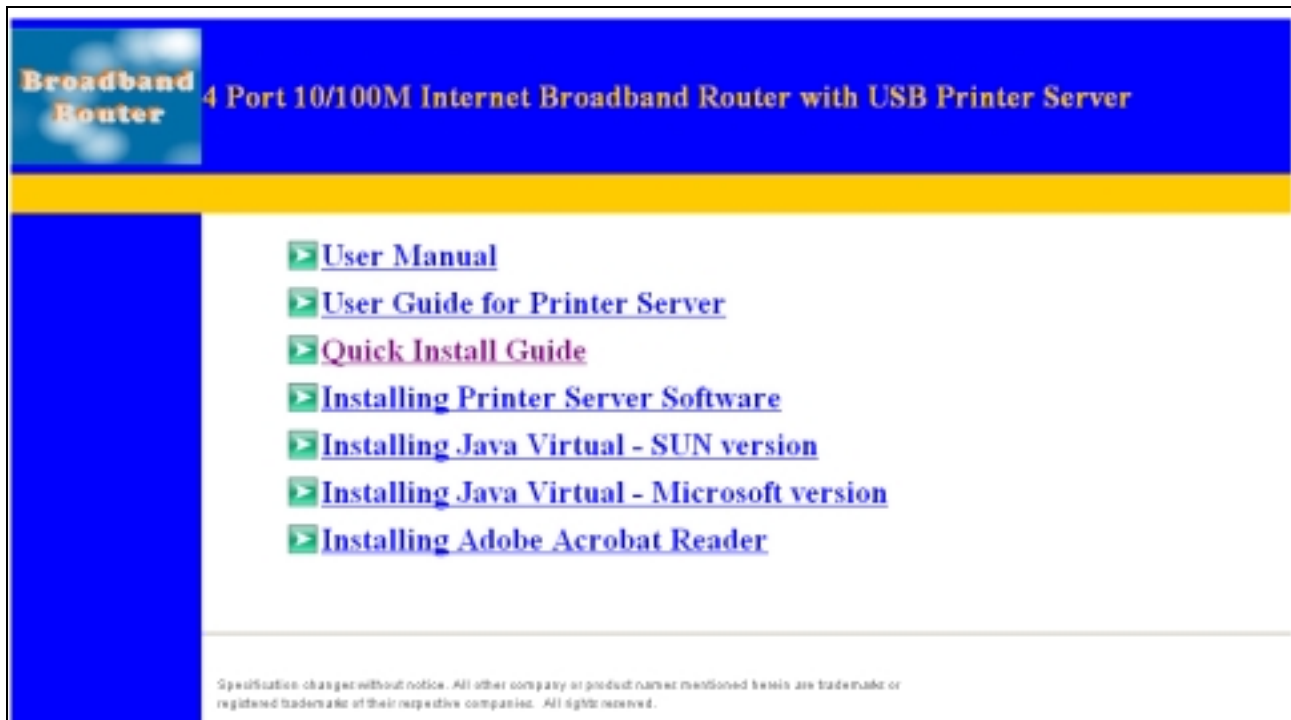 Broadband
Router
4 Port 10/100M Internet Broadband Router with USB Printer Server
User Manual
User Guide for Printer Server
Quick Install Guide
Installing Printer Server Software
Installing Java Virtual - SUN version
Installing Java Virtual - Microsoft version
Installing Adobe Acrobat Reader
Specification changes without notice. All other company or product names mentioned herein are trademarks or
registered trademarks of their respective companies. All rights reserved.